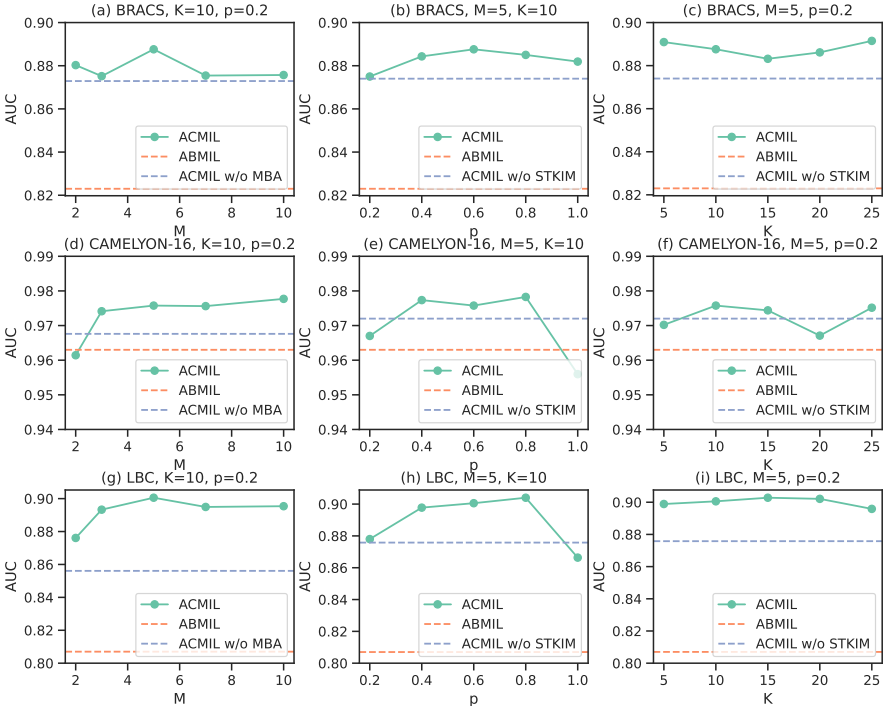 (a) BRACS, K=10, p=0.2
0.90
0.88
0.86
0.84
0.82
AUC
ACMIL
ABMIL
ACMIL w/o MBA
2 4 6 8 10
M
(b) BRACS, M=5, K=10
0.90
0.88
0.86
0.84
0.82
AUC
ACMIL
ABMIL
ACMIL w/o STKIM
0.2 0.4 0.6 0.8 1.0
p
(c) BRACS, M=5, p=0.2
0.90
0.88
0.86
0.84
0.82
AUC
ACMIL
ABMIL
ACMIL w/o STKIM
5 10 15 20 25
K
(d) CAMELYON-16, K=10, p=0.2
0.99
0.98
0.97
0.96
0.95
0.94
AUC
ACMIL
ABMIL
ACMIL w/o MBA
2 4 6 8 10
M
(e) CAMELYON-16, M=5, K=10
0.99
0.98
0.97
0.96
0.95
0.94
AUC
ACMIL
ABMIL
ACMIL w/o STKIM
0.2 0.4 0.6 0.8 1.0
p
(f) CAMELYON-16, M=5, p=0.2
0.99
0.98
0.97
0.96
0.95
0.94
AUC
ACMIL
ABMIL
ACMIL w/o STKIM
5 10 15 20 25
K
(g) LBC, K=10, p=0.2
0.90
0.88
0.86
0.84
0.82
0.80
AUC
ACMIL
ABMIL
ACMIL w/o MBA
2 4 6 8 10
M
(h) LBC, M=5, K=10
0.90
0.88
0.86
0.84
0.82
0.80
AUC
ACMIL
ABMIL
ACMIL w/o STKIM
0.2 0.4 0.6 0.8 1.0
p
(i) LBC, M=5, p=0.2
0.90
0.88
0.86
0.84
0.82
0.80
AUC
ACMIL
ABMIL
ACMIL w/o STKIM
5 10 15 20 25
K